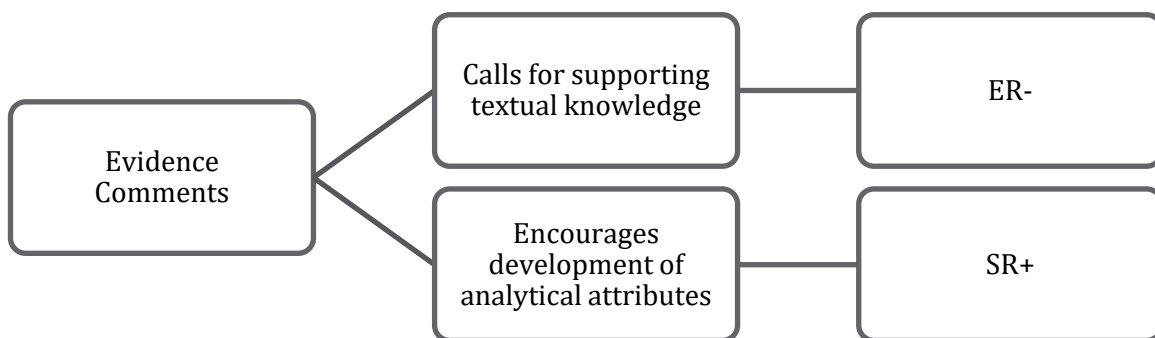 Evidence
Comments
Calls for supporting
textual knowledge
ER-
Encourages
development of
analytical attributes
SR+